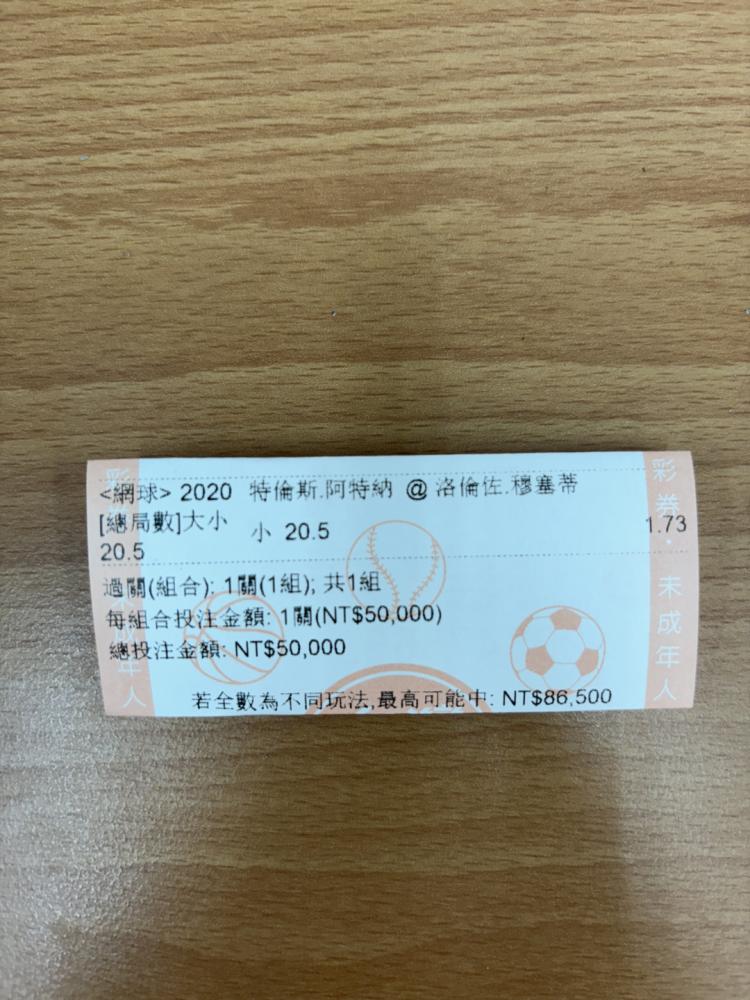 <網球> 2020 特倫斯.阿特納 @ 洛倫佐.穆塞蒂
[總局數]大小 小 20.5 1.73
20.5
過關(組合): 1關(1組); 共1組
每組合投注金額: 1關(NT$50,000)
總投注金額: NT$50,000
若全數為不同玩法,最高可能中: NT$86,500
彩券・未成年人